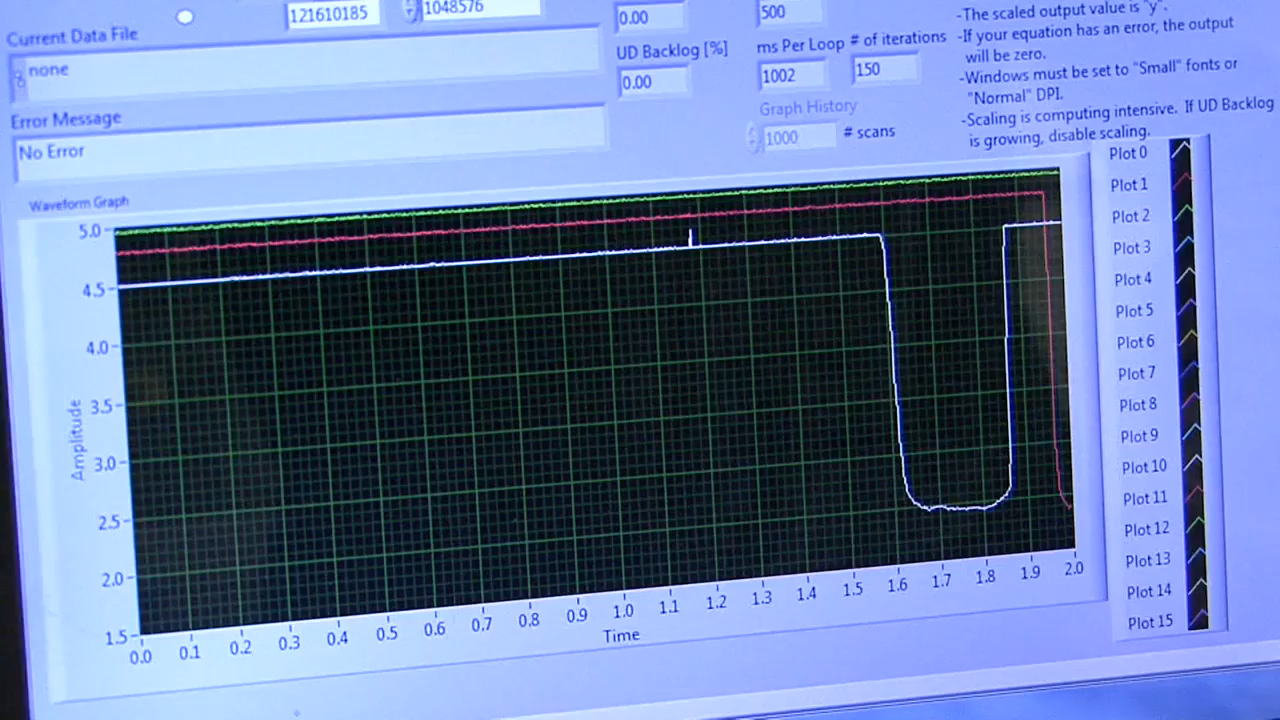 121610185
1048576
0.00
500
-The scaled output value is "y".
-If your equation has an error, the output
will be zero.
-Windows must be set to "Small" fonts or
"Normal" DPI.
-Scaling is computing intensive. If UD Backlog
is growing, disable scaling.
Current Data File
none
UD Backlog [%]
0.00
ms Per Loop
1002
# of iterations
150
Error Message
No Error
Graph History
1000
# scans
Waveform Graph
Amplitude
5.0
4.5
4.0
3.5
3.0
2.5
2.0
1.5
0.0 0.1 0.2 0.3 0.4 0.5 0.6 0.7 0.8 0.9 1.0 1.1 1.2 1.3 1.4 1.5 1.6 1.7 1.8 1.9 2.0
Time
Plot 0
Plot 1
Plot 2
Plot 3
Plot 4
Plot 5
Plot 6
Plot 7
Plot 8
Plot 9
Plot 10
Plot 11
Plot 12
Plot 13
Plot 14
Plot 15